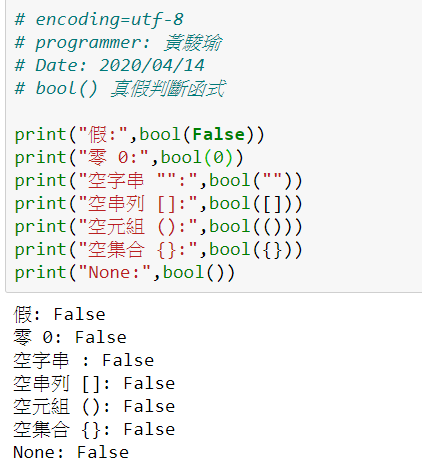 # encoding=utf-8
# programmer: 黃駿瑜
# Date: 2020/04/14
# bool() 真假判斷函式
print("假:",bool(False))
print("零 0:",bool(0))
print("空字串 "":",bool(""))
print("空串列 []:",bool([]))
print("空元組 ():",bool(()))
print("空集合 {}:",bool({}))
print("None:",bool())
假: False
零 0: False
空字串 : False
空串列 []: False
空元組 (): False
空集合 {}: False
None: False